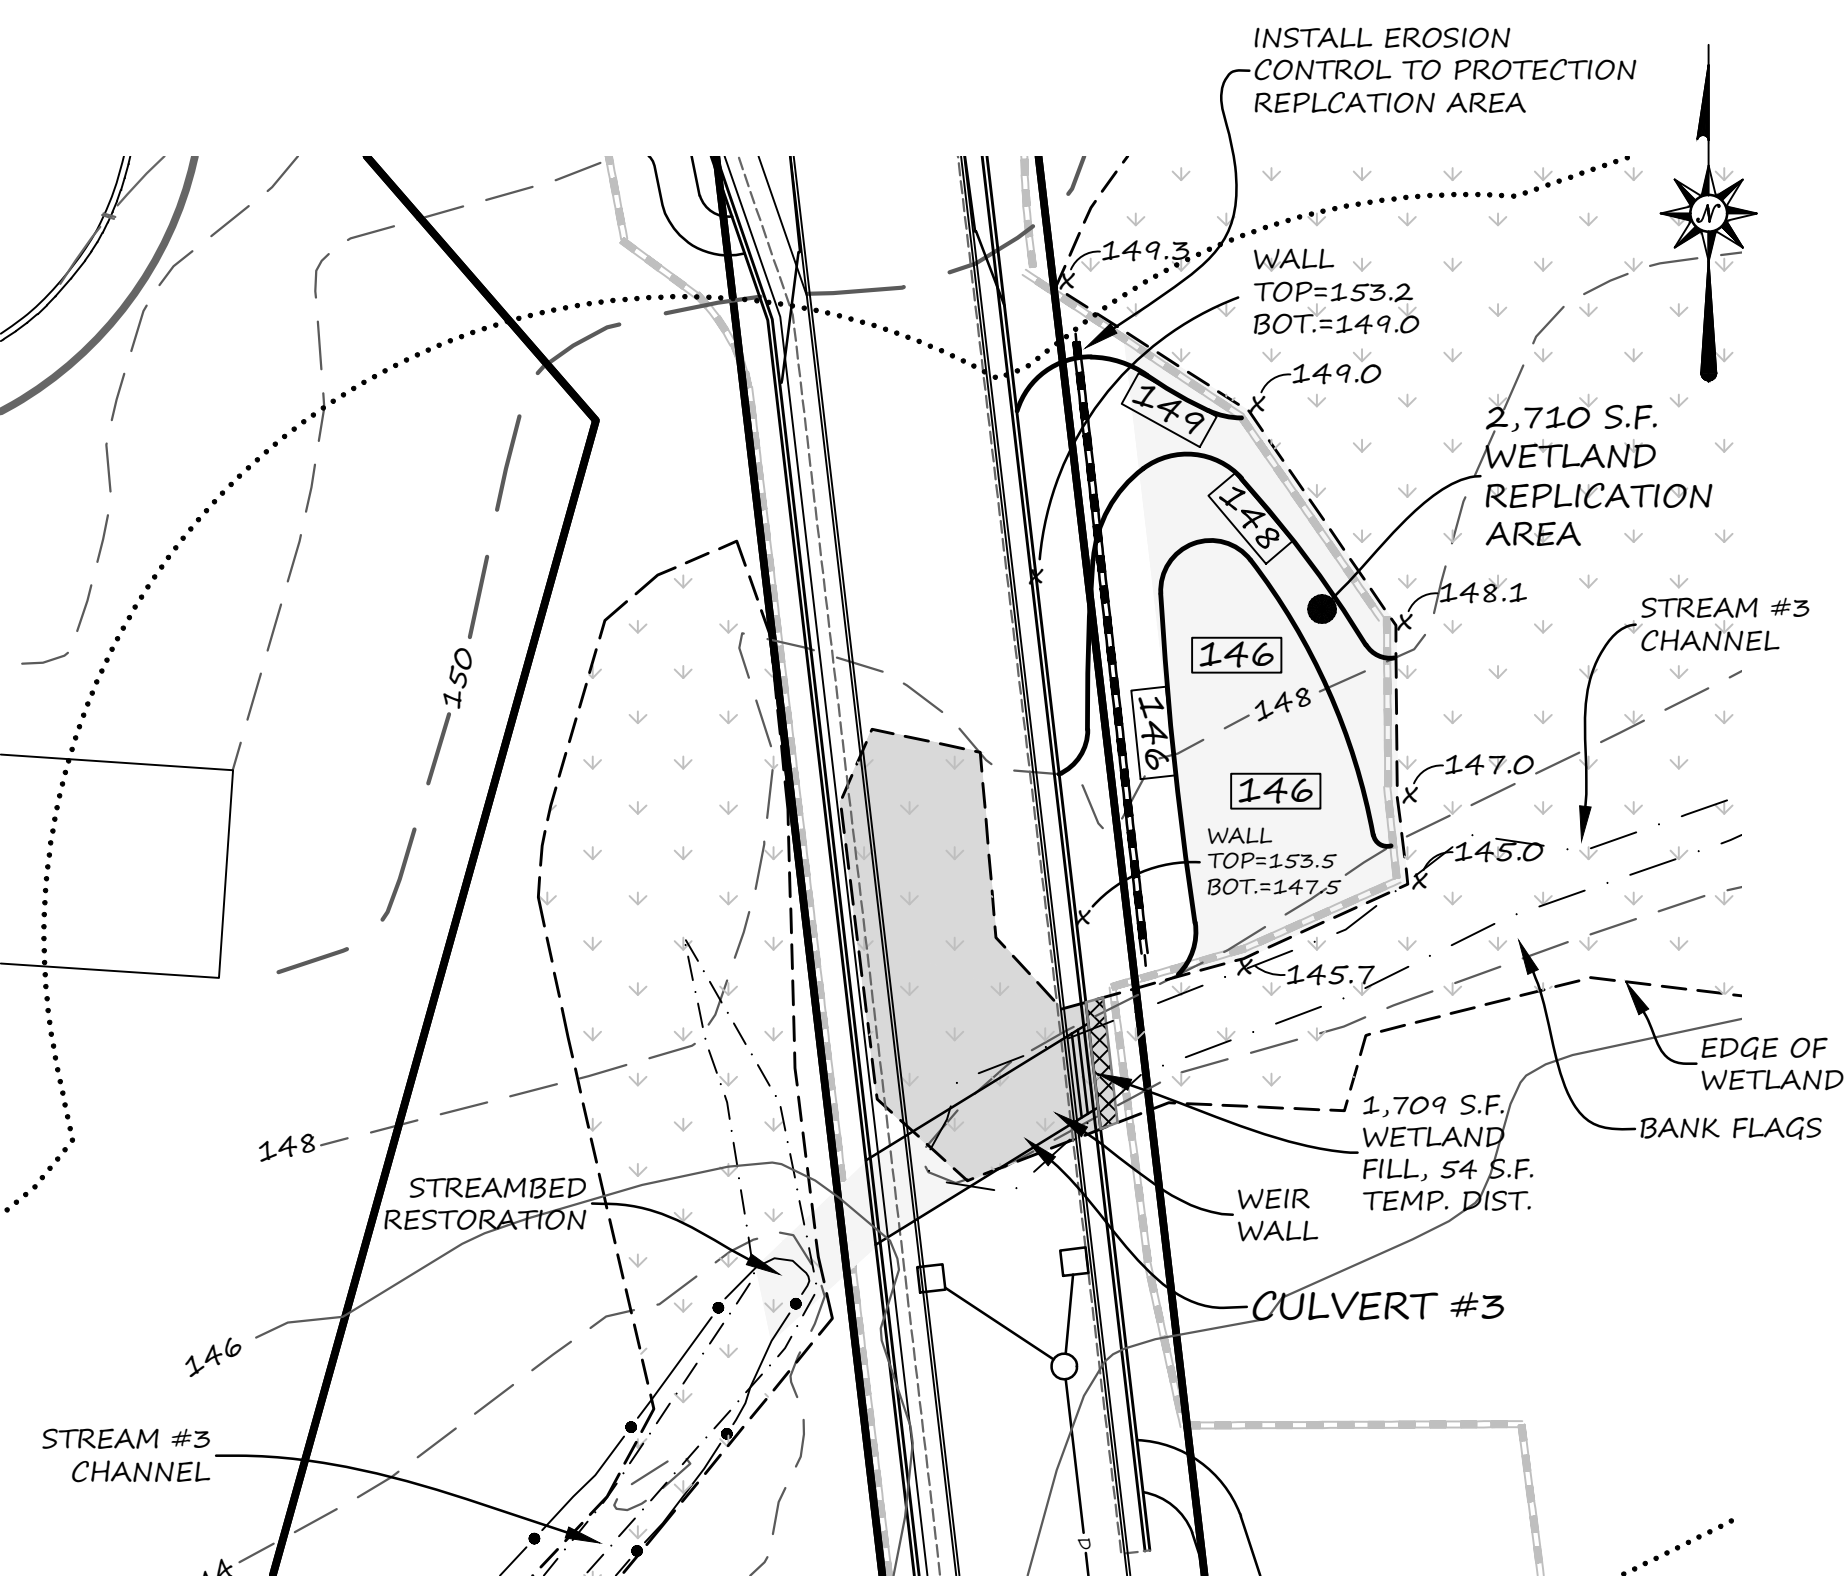 INSTALL EROSION
CONTROL TO PROTECTION
REPLCATION AREA
N
149.3
WALL
TOP=153.2
BOT.=149.0
149.0
149
2,710 S.F.
WETLAND
REPLICATION
AREA
148
148.1
STREAM #3
CHANNEL
146
150
148
146
147.0
146
WALL
TOP=153.5
BOT.=147.5
145.0
145.7
EDGE OF
WETLAND
BANK FLAGS
1,709 S.F.
WETLAND
FILL, 54 S.F.
TEMP. DIST.
148
STREAMBED
RESTORATION
WEIR
WALL
CULVERT #3
146
STREAM #3
CHANNEL
D